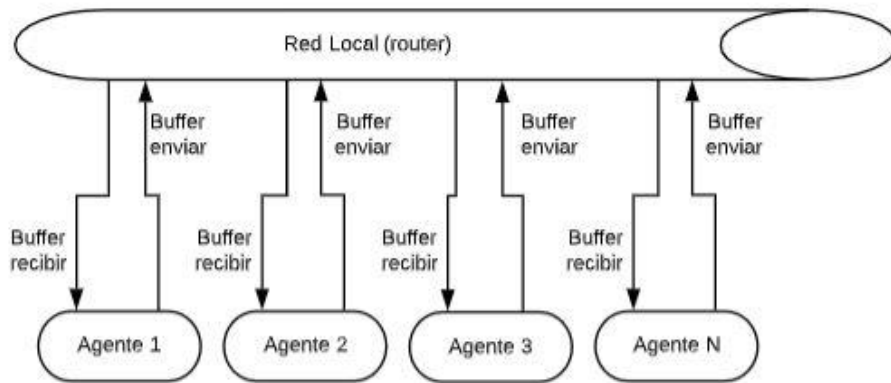 Red Local (router)
Buffer
enviar
Buffer
enviar
Buffer
enviar
Buffer
enviar
Buffer
recibir
Buffer
recibir
Buffer
recibir
Buffer
recibir
Agente 1
Agente 2
Agente 3
Agente N